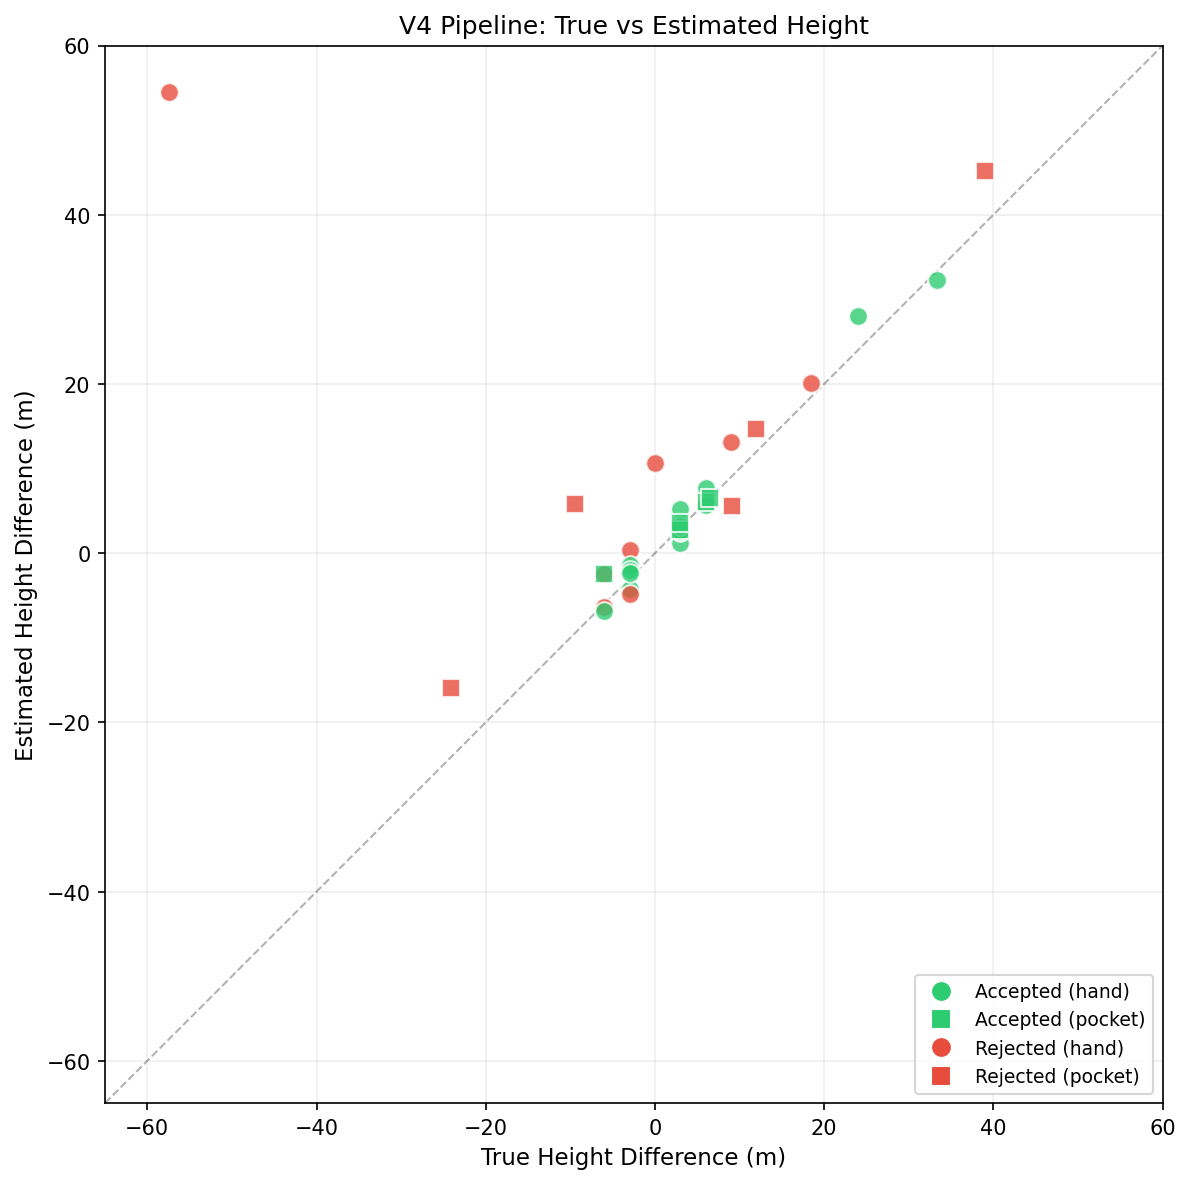 V4 Pipeline: True vs Estimated Height
60
40
20
0
−20
−40
−60
Estimated Height Difference (m)
−60 −40 −20 0 20 40 60
True Height Difference (m)
Accepted (hand)
Accepted (pocket)
Rejected (hand)
Rejected (pocket)